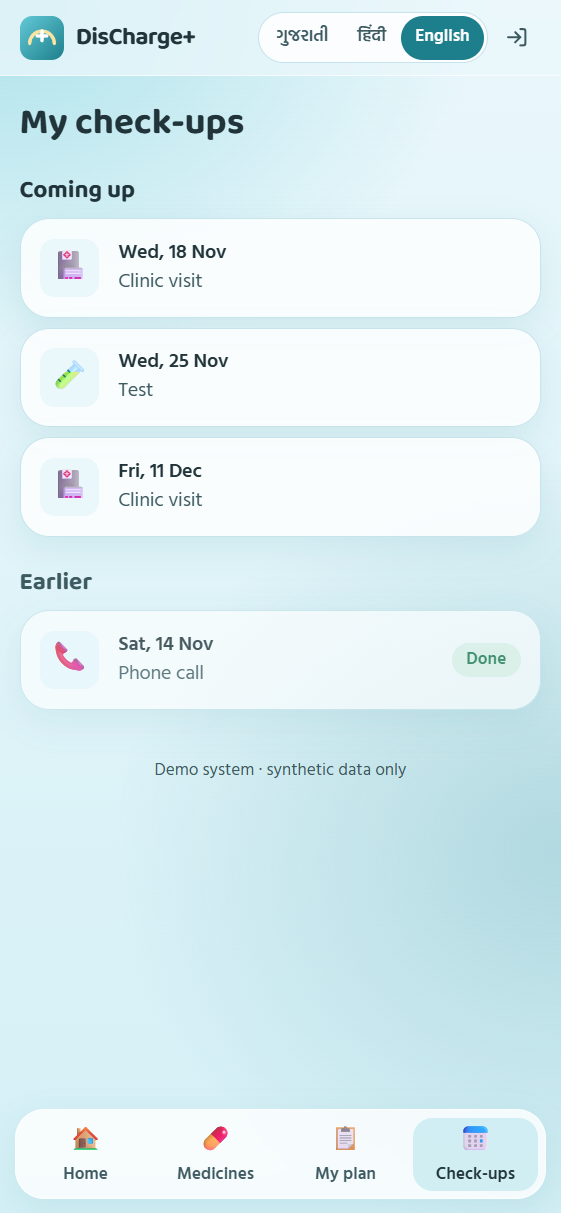 DisCharge+
ગુજરાતી
हिंदी
English
My check-ups
Coming up
Wed, 18 Nov
Clinic visit
Wed, 25 Nov
Test
Fri, 11 Dec
Clinic visit
Earlier
Sat, 14 Nov
Phone call
Done
Demo system · synthetic data only
Home
Medicines
My plan
Check-ups